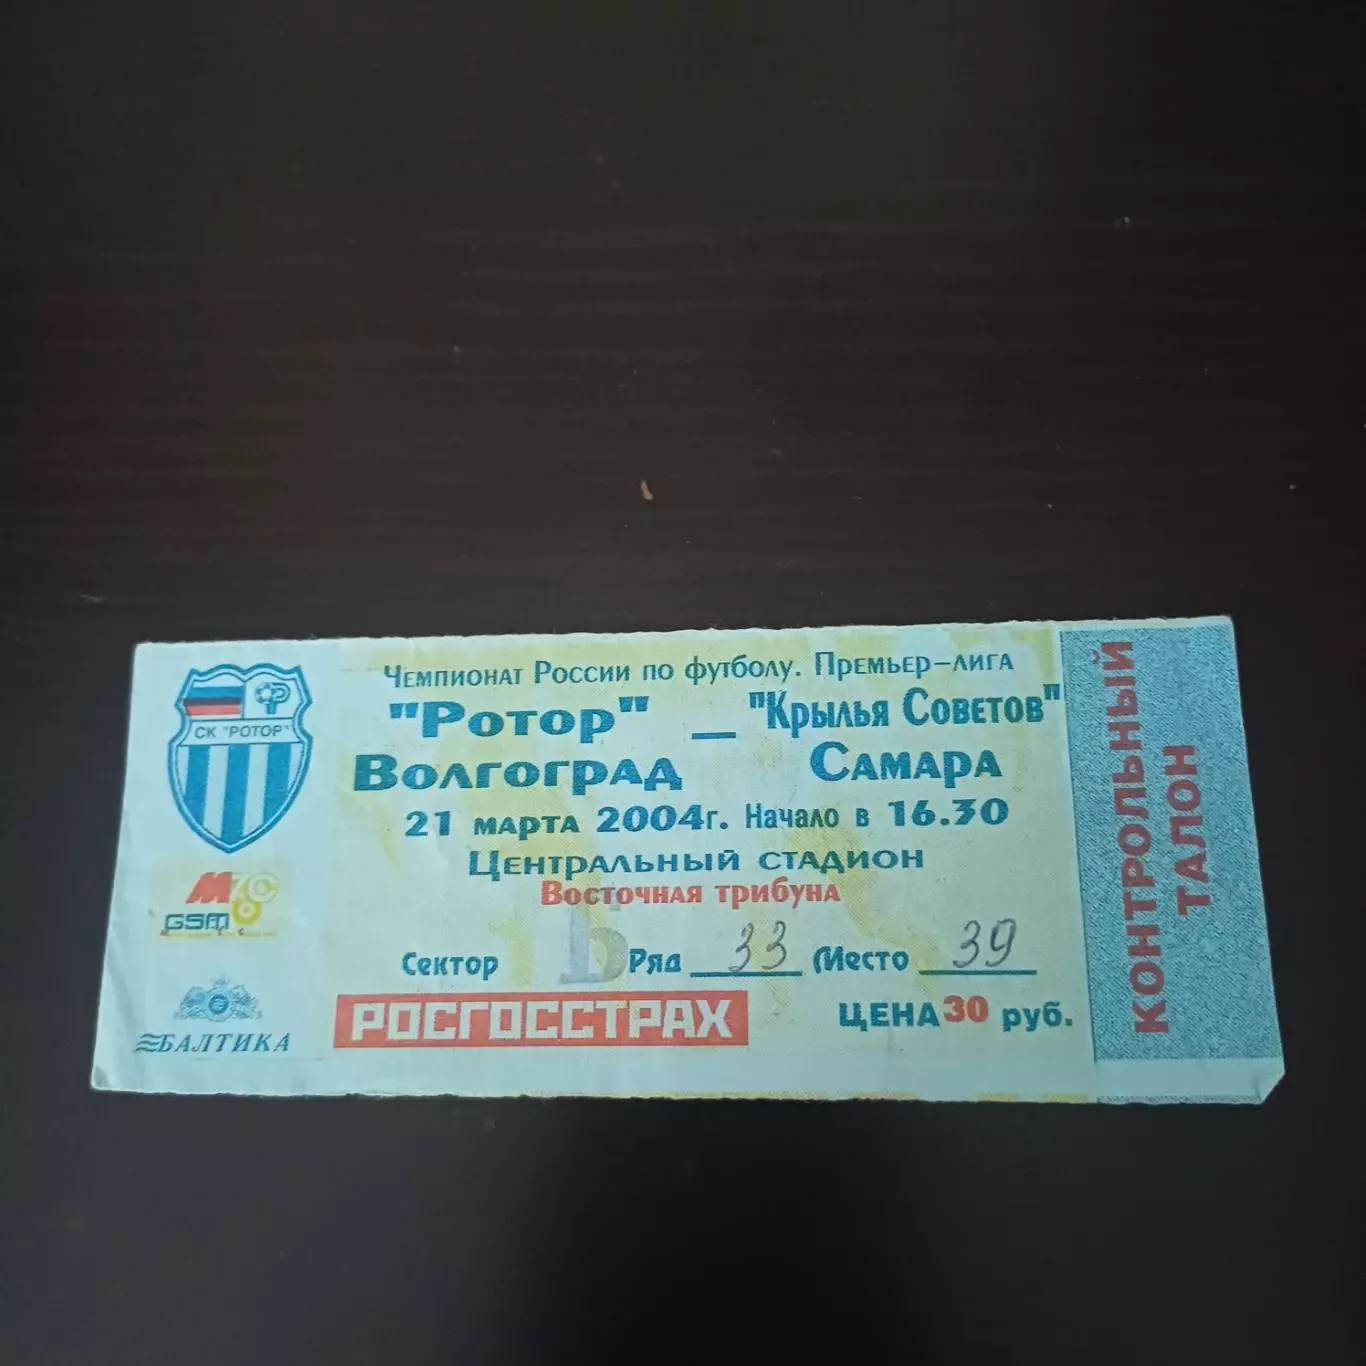 Чемпионат России по футболу. Премьер-лига
"Ротор" – "Крылья Советов"
Волгоград Самара
21 марта 2004г. Начало в 16.30
Центральный стадион
Восточная трибуна
Сектор Б Ряд 33 Место 39
РОСГОССТРАХ
ЦЕНА 30 руб.
СК "РОТОР"
GSM
БАЛТИКА
КОНТРОЛЬНЫЙ
ТАЛОН